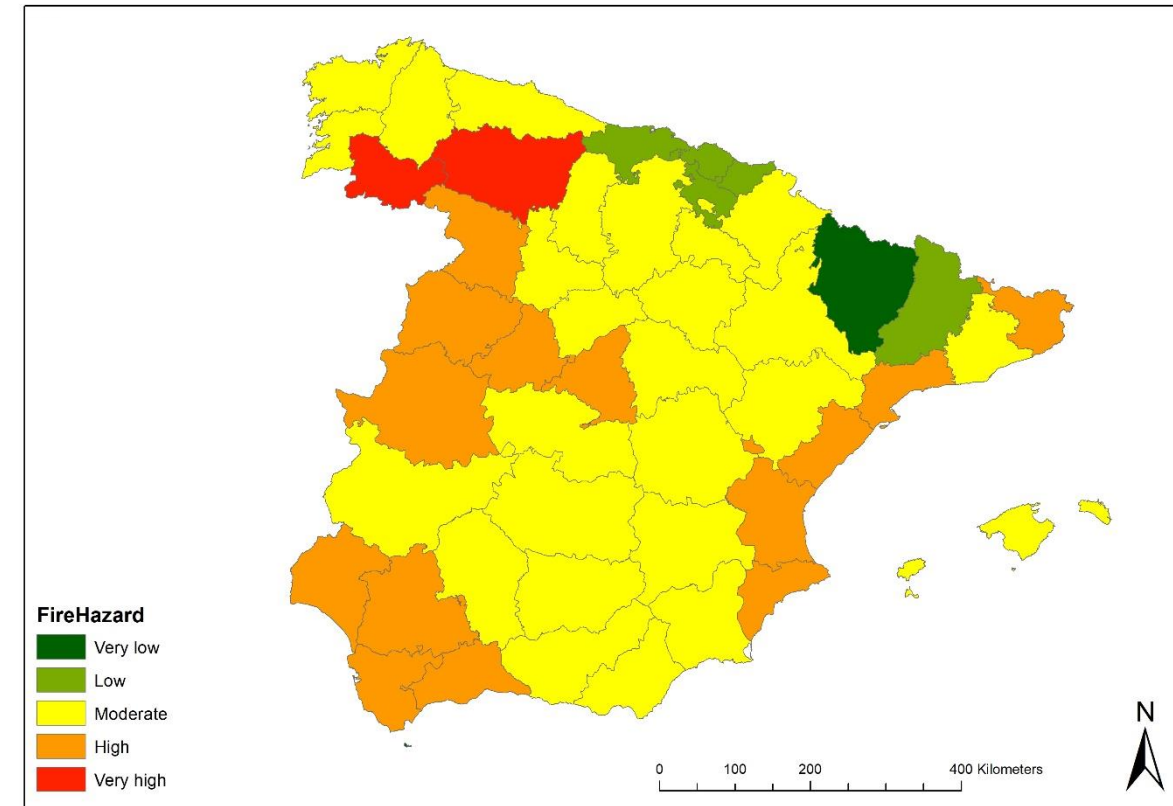 FireHazard
Very low
Low
Moderate
High
Very high
0 100 200 400 Kilometers
N